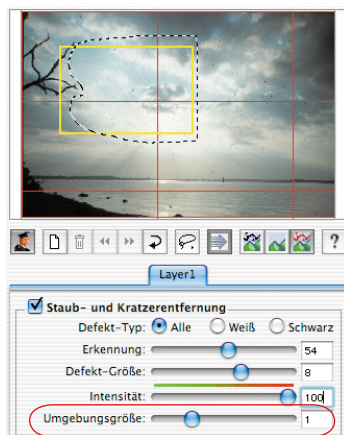 ?
Layer1
Staub- und Kratzerentfernung
Defekt-Typ: Alle Weiß Schwarz
Erkennung: 54
Defekt-Größe: 8
Intensität: 100
Umgebungsgröße: 1